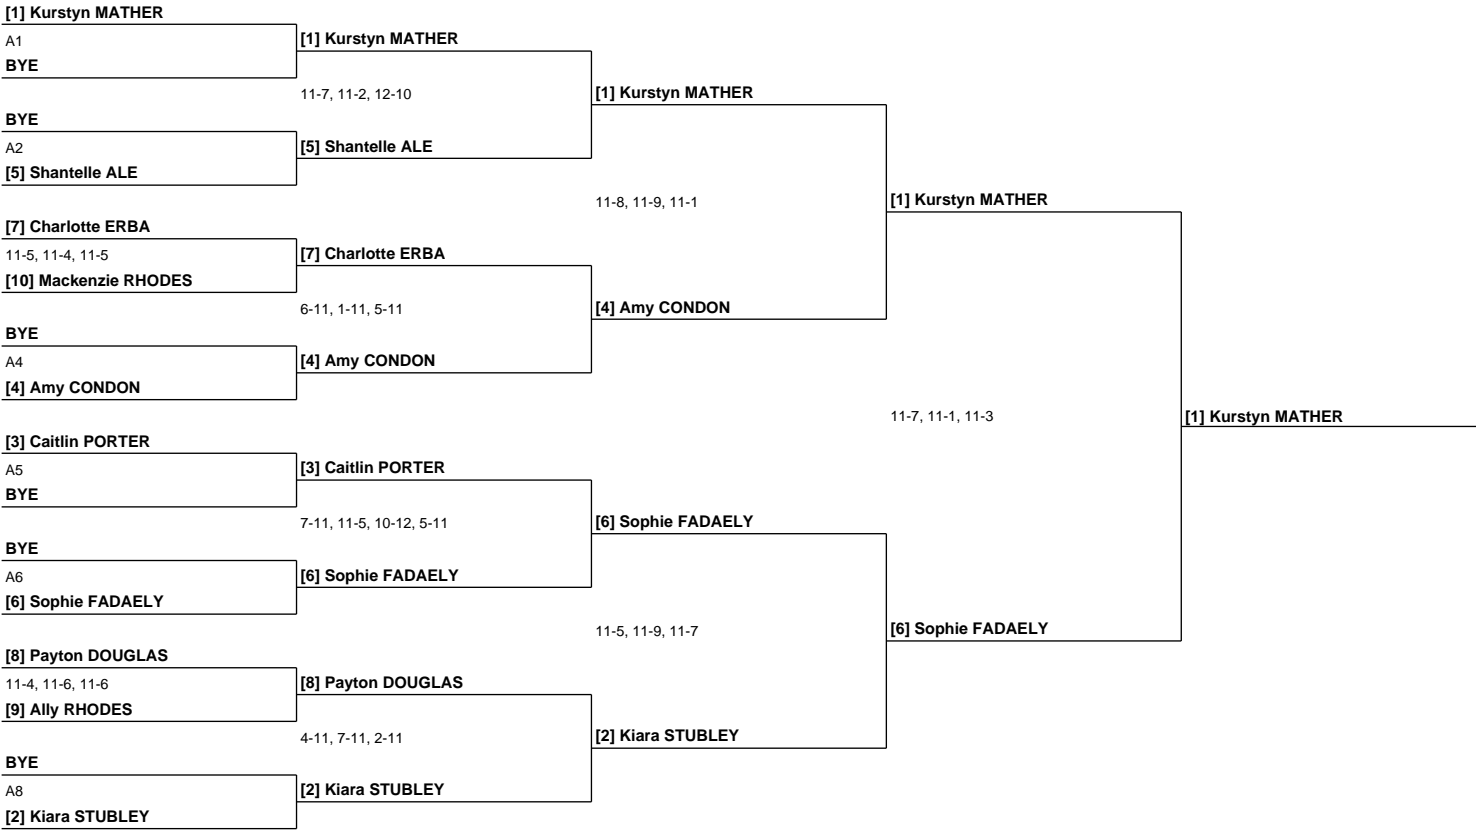 [1] Kurstyn MATHER
A1
BYE
BYE
A2
[5] Shantelle ALE
[7] Charlotte ERBA
11-5, 11-4, 11-5
[10] Mackenzie RHODES
BYE
A4
[4] Amy CONDON
[3] Caitlin PORTER
A5
BYE
BYE
A6
[6] Sophie FADAELY
[8] Payton DOUGLAS
11-4, 11-6, 11-6
[9] Ally RHODES
BYE
A8
[2] Kiara STUBLEY
[1] Kurstyn MATHER
11-7, 11-2, 12-10
[5] Shantelle ALE
[7] Charlotte ERBA
6-11, 1-11, 5-11
[4] Amy CONDON
[3] Caitlin PORTER
7-11, 11-5, 10-12, 5-11
[6] Sophie FADAELY
[8] Payton DOUGLAS
4-11, 7-11, 2-11
[2] Kiara STUBLEY
[1] Kurstyn MATHER
11-8, 11-9, 11-1
[4] Amy CONDON
[6] Sophie FADAELY
11-5, 11-9, 11-7
[2] Kiara STUBLEY
[1] Kurstyn MATHER
11-7, 11-1, 11-3
[6] Sophie FADAELY
[1] Kurstyn MATHER